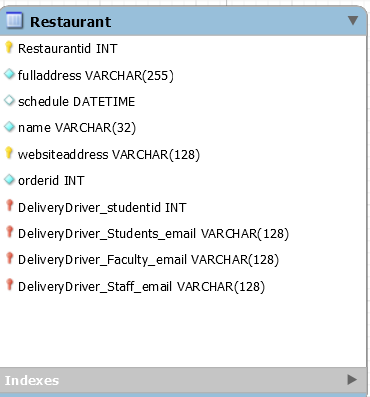 Restaurant
Restaurantid INT
fulladdress VARCHAR(255)
schedule DATETIME
name VARCHAR(32)
websiteaddress VARCHAR(128)
orderid INT
DeliveryDriver_studentid INT
DeliveryDriver_Students_email VARCHAR(128)
DeliveryDriver_Faculty_email VARCHAR(128)
DeliveryDriver_Staff_email VARCHAR(128)
Indexes